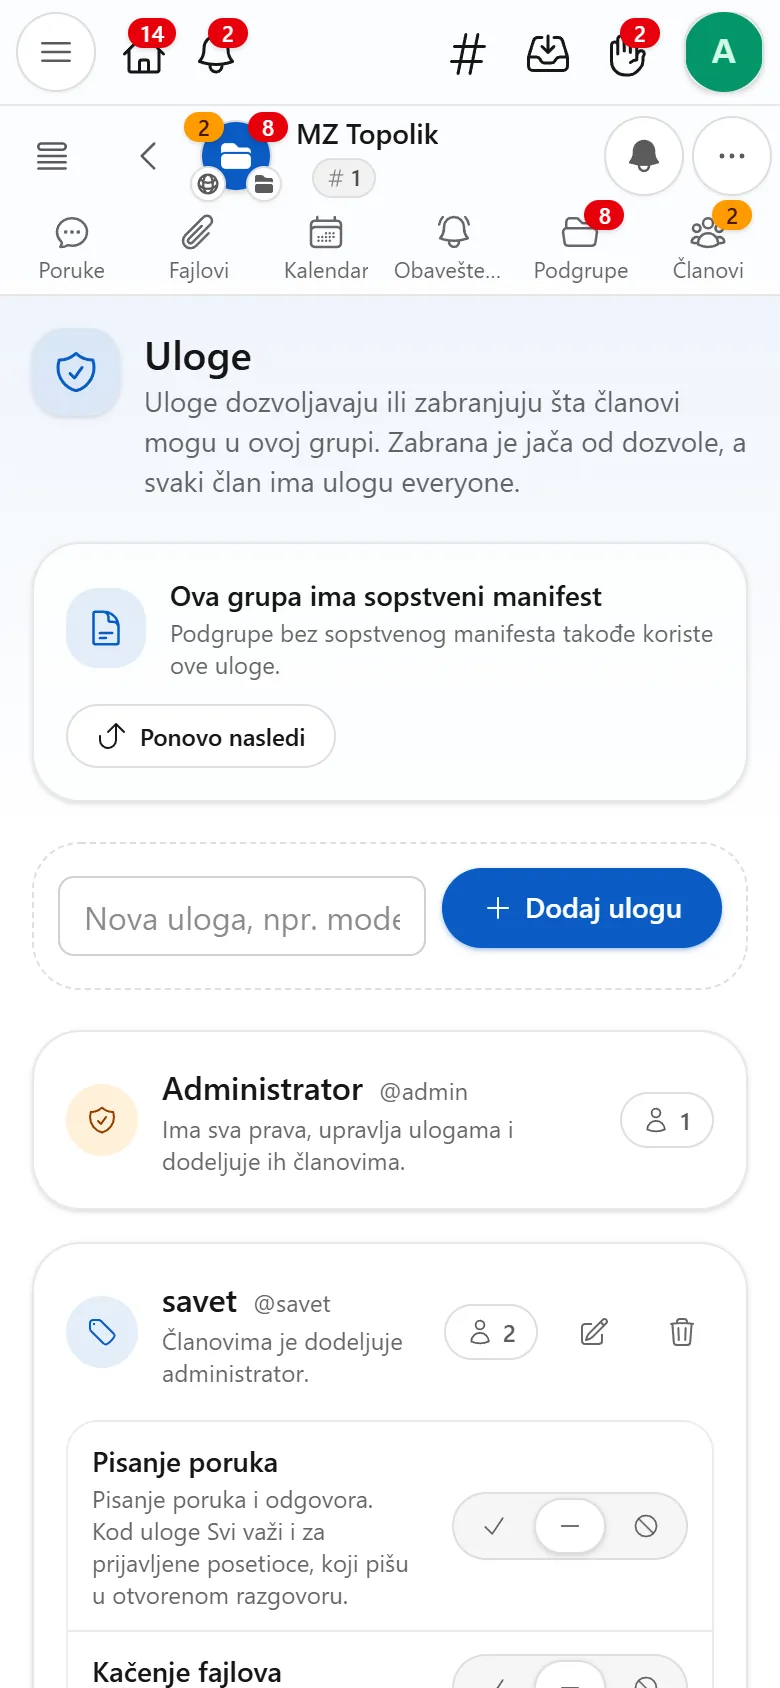 14
2
2
A
2
8
MZ Topolik
# 1
Poruke
Fajlovi
Kalendar
Obavešte...
8
Podgrupe
2
Članovi
Uloge
Uloge dozvoljavaju ili zabranjuju šta članovi
mogu u ovoj grupi. Zabrana je jača od dozvole, a
svaki član ima ulogu everyone.
Ova grupa ima sopstveni manifest
Podgrupe bez sopstvenog manifesta takođe koriste
ove uloge.
Ponovo nasledi
Nova uloga, npr. mode
Dodaj ulogu
Administrator @admin
Ima sva prava, upravlja ulogama i
dodeljuje ih članovima.
1
savet @savet
Članovima je dodeljuje
administrator.
2
Pisanje poruka
Pisanje poruka i odgovora.
Kod uloge Svi važi i za
prijavljene posetioce, koji pišu
u otvorenom razgovoru.
Kačenje fajlova